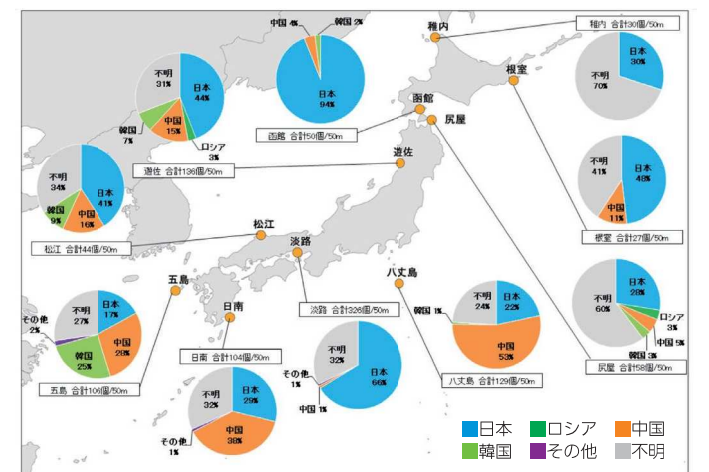 稚内 合計30個/50m
日本
30%
不明
70%
稚内
根室
函館
尻屋
遊佐
松江
淡路
五島
日南
八丈島
中国 4%
韓国 2%
日本
94%
函館 合計50個/50m
不明
31%
日本
44%
韓国
7%
中国
15%
ロシア
3%
遊佐 合計136個/50m
不明
34%
日本
41%
韓国
9%
中国
16%
松江 合計44個/50m
不明
41%
日本
48%
中国
11%
根室 合計27個/50m
不明
60%
日本
28%
ロシア
3%
中国 5%
韓国 3%
尻屋 合計58個/50m
その他
2%
不明
27%
日本
17%
韓国
25%
中国
28%
五島 合計106個/50m
日南 合計104個/50m
不明
32%
日本
29%
中国
38%
その他
1%
淡路 合計326個/50m
不明
32%
日本
66%
その他
1%
中国 1%
韓国 1%
不明
24%
日本
22%
中国
53%
八丈島 合計129個/50m
日本 ロシア 中国
韓国 その他 不明